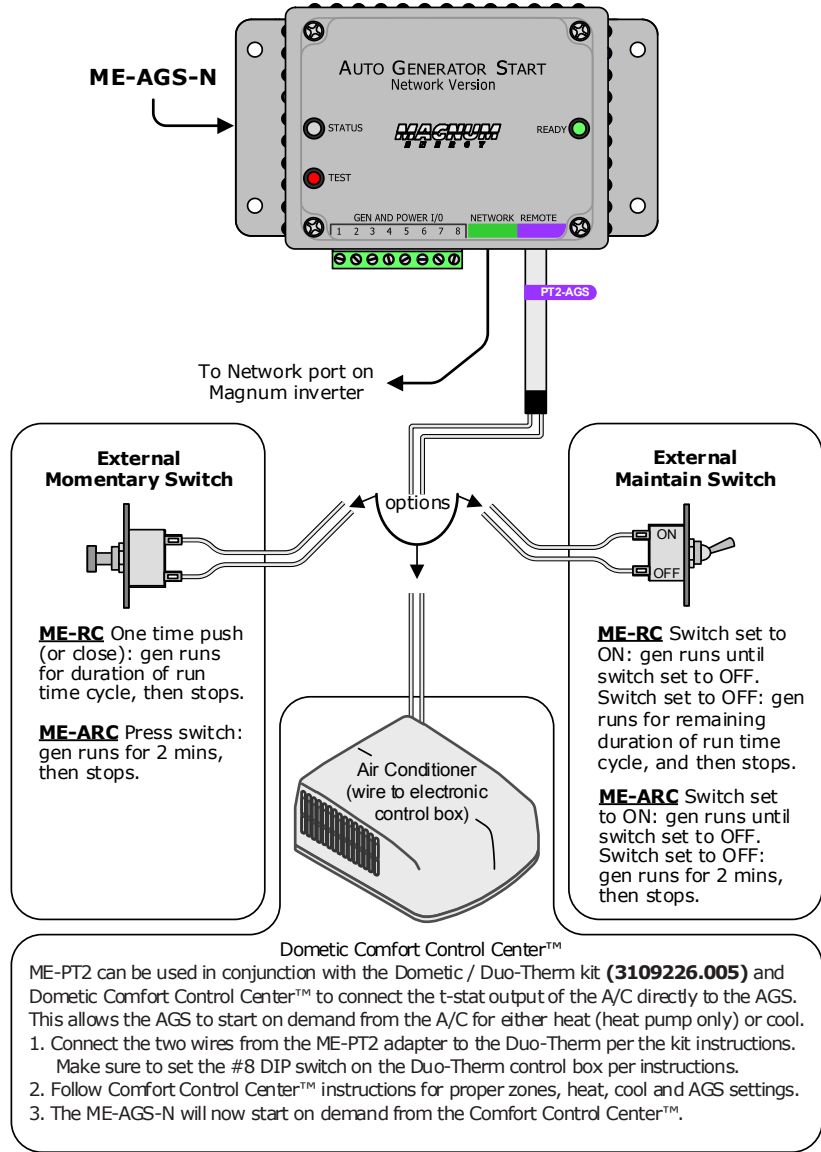 ME-AGS-N
AUTO GENERATOR START
Network Version
STATUS
MAGNUM
ENERGY
READY
TEST
GEN AND POWER I/0
NETWORK
REMOTE
1 2 3 4 5 6 7 8
PT2-AGS
To Network port on
Magnum inverter
External
Momentary Switch
ME-RC One time push
(or close): gen runs
for duration of run
time cycle, then stops.
ME-ARC Press switch:
gen runs for 2 mins,
then stops.
options
External
Maintain Switch
ON
OFF
ME-RC Switch set to
ON: gen runs until
switch set to OFF.
Switch set to OFF: gen
runs for remaining
duration of run time
cycle, and then stops.
ME-ARC Switch set
to ON: gen runs until
switch set to OFF.
Switch set to OFF:
gen runs for 2 mins,
then stops.
Air Conditioner
(wire to electronic
control box)
Dometic Comfort Control Center™
ME-PT2 can be used in conjunction with the Dometic / Duo-Therm kit (3109226.005) and
Dometic Comfort Control Center™ to connect the t-stat output of the A/C directly to the AGS.
This allows the AGS to start on demand from the A/C for either heat (heat pump only) or cool.
1. Connect the two wires from the ME-PT2 adapter to the Duo-Therm per the kit instructions.
Make sure to set the #8 DIP switch on the Duo-Therm control box per instructions.
2. Follow Comfort Control Center™ instructions for proper zones, heat, cool and AGS settings.
3. The ME-AGS-N will now start on demand from the Comfort Control Center™.